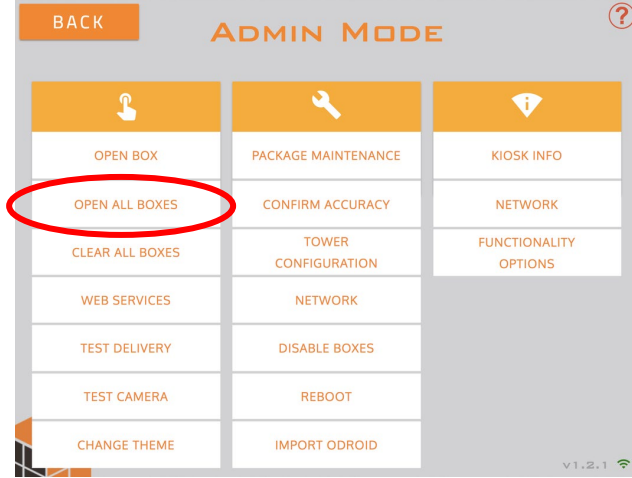 BACK
ADMIN MODE
?
OPEN BOX
OPEN ALL BOXES
CLEAR ALL BOXES
WEB SERVICES
TEST DELIVERY
TEST CAMERA
CHANGE THEME
PACKAGE MAINTENANCE
CONFIRM ACCURACY
TOWER
CONFIGURATION
NETWORK
DISABLE BOXES
REBOOT
IMPORT ODROID
i
KIOSK INFO
NETWORK
FUNCTIONALITY
OPTIONS
v1.2.1